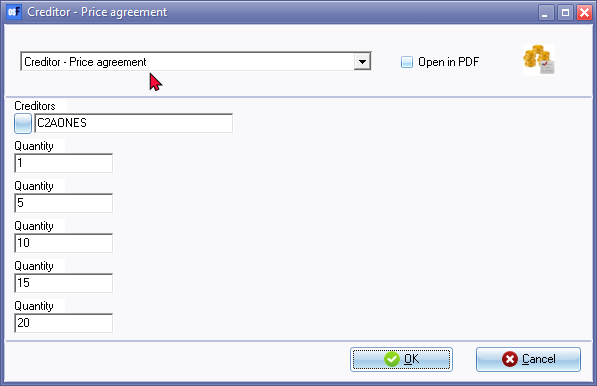 Creditor - Price agreement
Creditor - Price agreement
Open in PDF
Creditors
C2AONES
Quantity
1
Quantity
5
Quantity
10
Quantity
15
Quantity
20
OK
Cancel